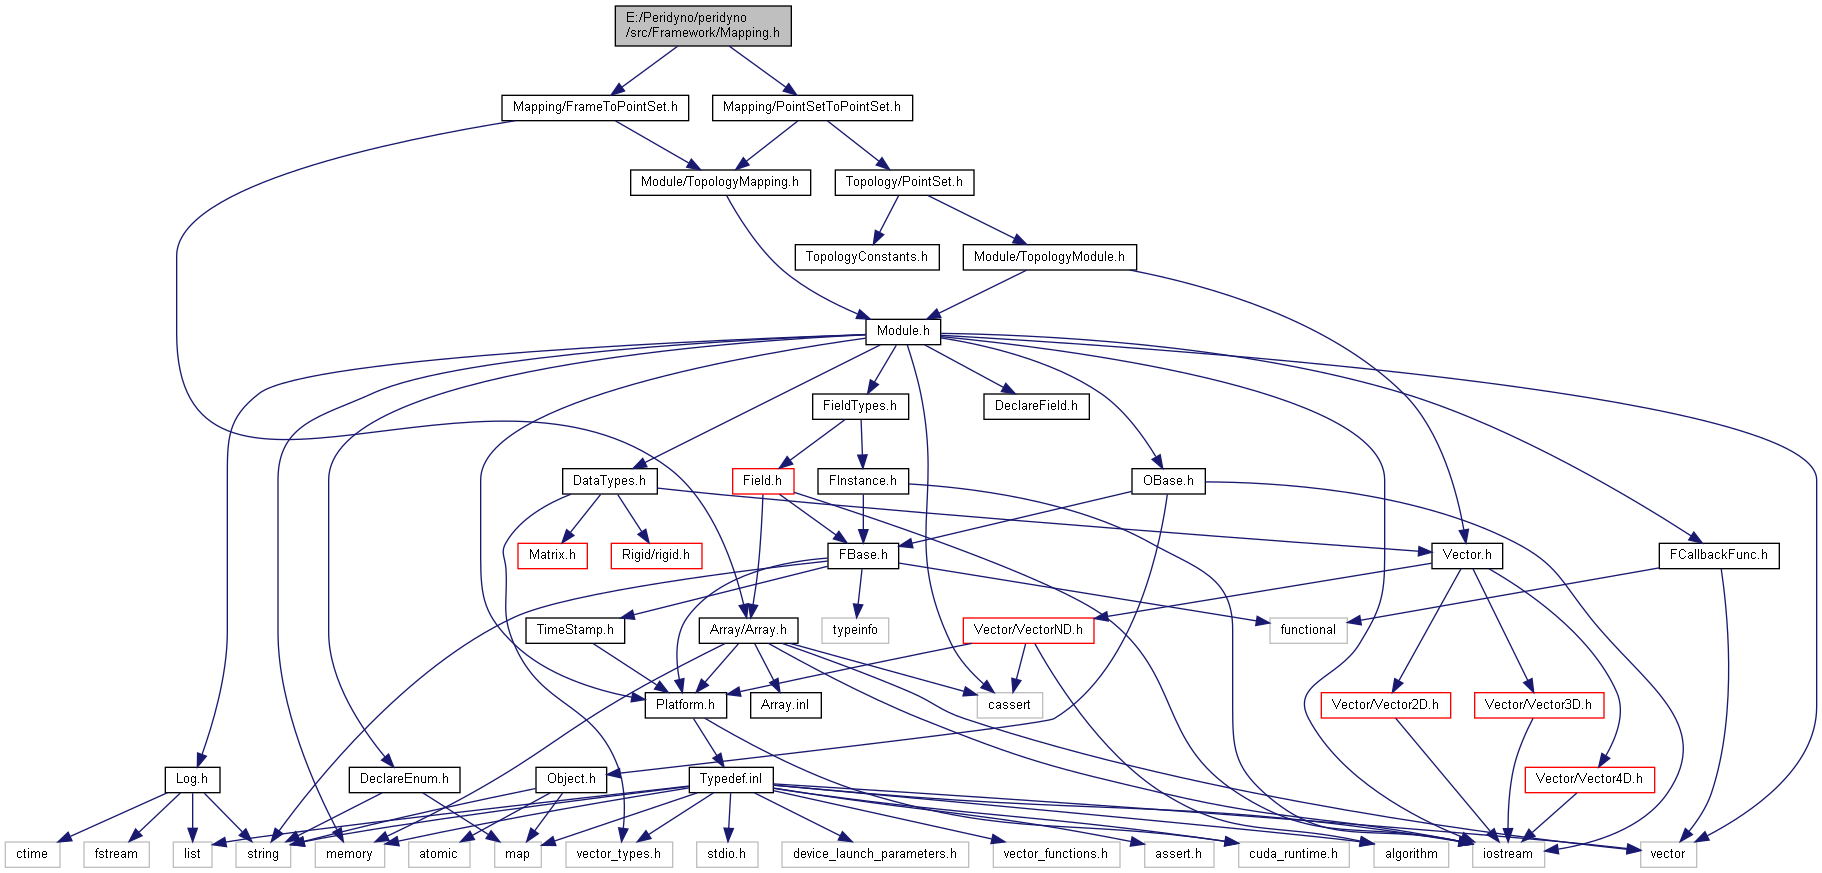 E:/Peridyno/peridyno
/src/Framework/Mapping.h
Mapping/FrameToPointSet.h
Mapping/PointSetToPointSet.h
Module/TopologyMapping.h
Topology/PointSet.h
TopologyConstants.h
Module/TopologyModule.h
Module.h
FieldTypes.h
DeclareField.h
DataTypes.h
Field.h
FInstance.h
OBase.h
Matrix.h
Rigid/rigid.h
FBase.h
Vector.h
FCallbackFunc.h
TimeStamp.h
Array/Array.h
typeinfo
Vector/VectorND.h
functional
Platform.h
Array.inl
cassert
Vector/Vector2D.h
Vector/Vector3D.h
Log.h
DeclareEnum.h
Object.h
Typedef.inl
Vector/Vector4D.h
ctime
fstream
list
string
memory
atomic
map
vector_types.h
stdio.h
device_launch_parameters.h
vector_functions.h
assert.h
cuda_runtime.h
algorithm
iostream
vector